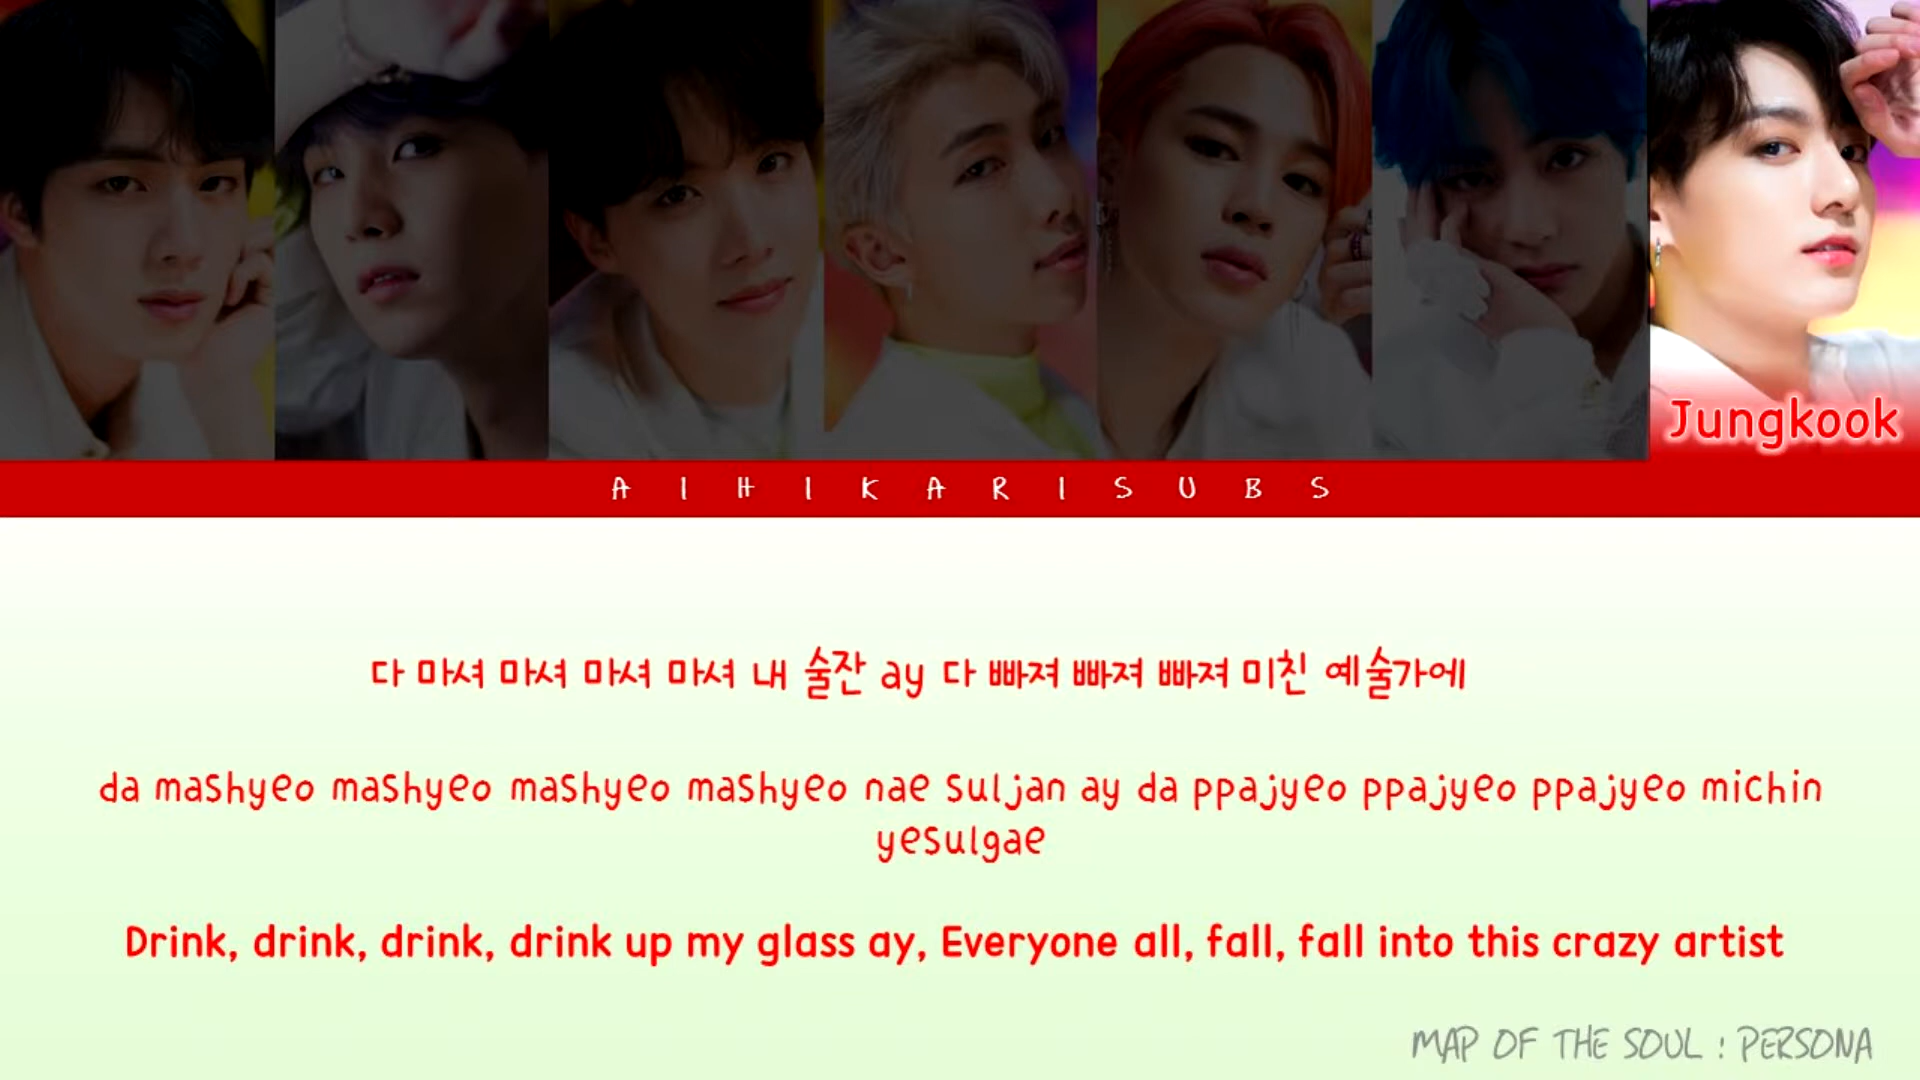 Jungkook
AIHIKARISUBS
다 마셔 마셔 마셔 마셔 내 술잔 ay 다 빠져 빠져 빠져 미친 예술가에
da mashyeo mashyeo mashyeo mashyeo nae suljan ay da ppajyeo ppajyeo ppajyeo michin
yesulgae
Drink, drink, drink, drink up my glass ay, Everyone all, fall, fall into this crazy artist
MAP OF THE SOUL : PERSONA